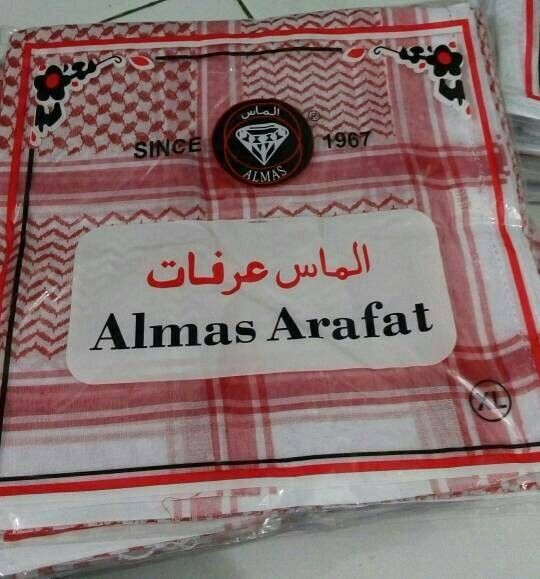 الماس
®
SINCE 1967
ALMAS
الماس عرفات
Almas Arafat
XL